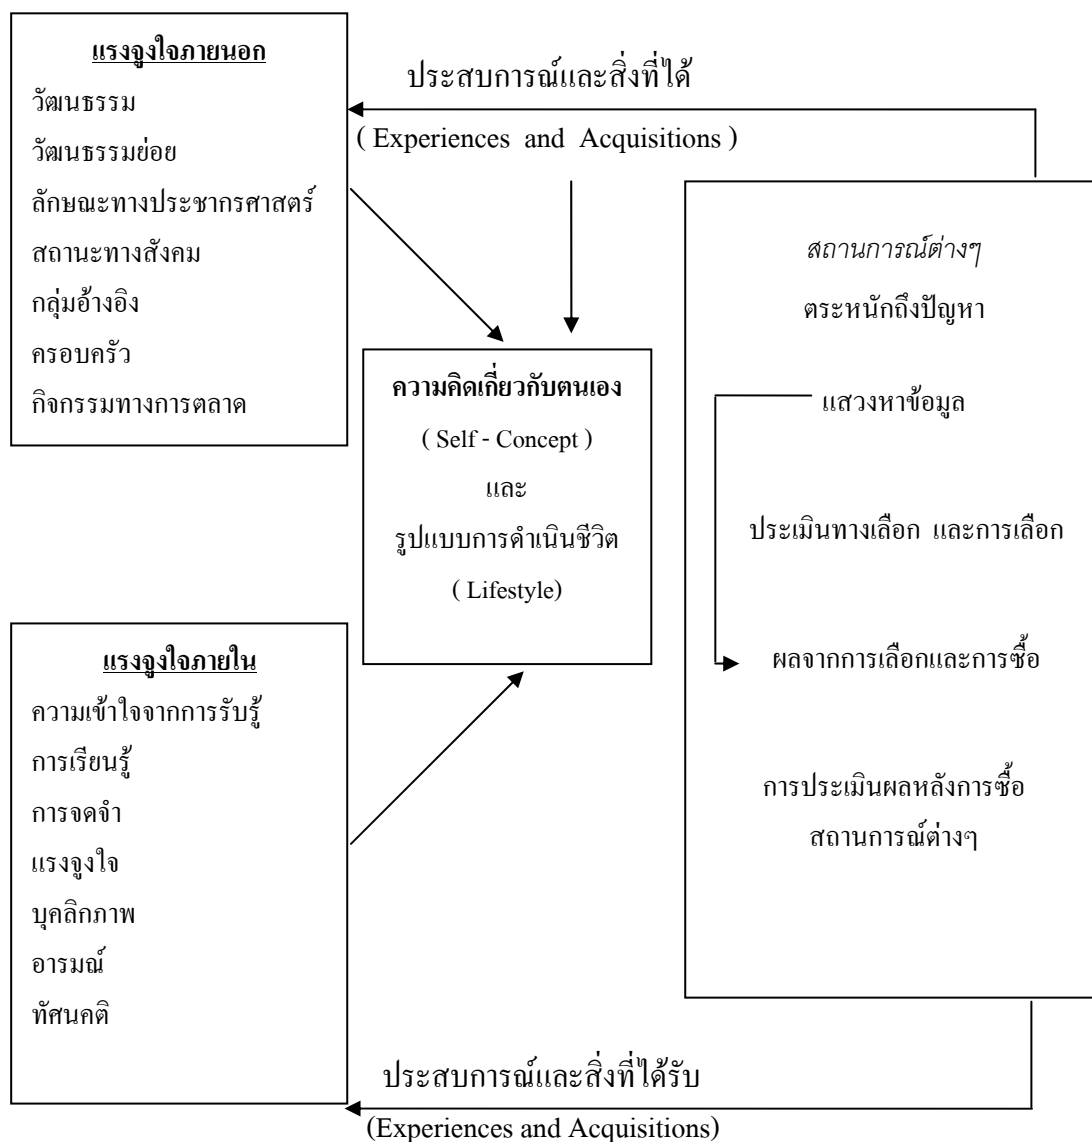 แรงจูงใจภายนอก
วัฒนธรรม
วัฒนธรรมย่อย
ลักษณะทางประชากรศาสตร์
สถานะทางสังคม
กลุ่มอ้างอิง
ครอบครัว
กิจกรรมทางการตลาด
ประสบการณ์และสิ่งที่ได้
( Experiences and Acquisitions )
ความคิดเกี่ยวกับตนเอง
( Self - Concept )
และ
รูปแบบการดำเนินชีวิต
( Lifestyle)
สถานการณ์ต่างๆ
ตระหนักถึงปัญหา
แสวงหาข้อมูล
ประเมินทางเลือก และการเลือก
ผลจากการเลือกและการซื้อ
การประเมินผลหลังการซื้อ
สถานการณ์ต่างๆ
แรงจูงใจภายใน
ความเข้าใจจากการรับรู้
การเรียนรู้
การจดจำ
แรงจูงใจ
บุคลิกภาพ
อารมณ์
ทัศนคติ
ประสบการณ์และสิ่งที่ได้รับ
(Experiences and Acquisitions)